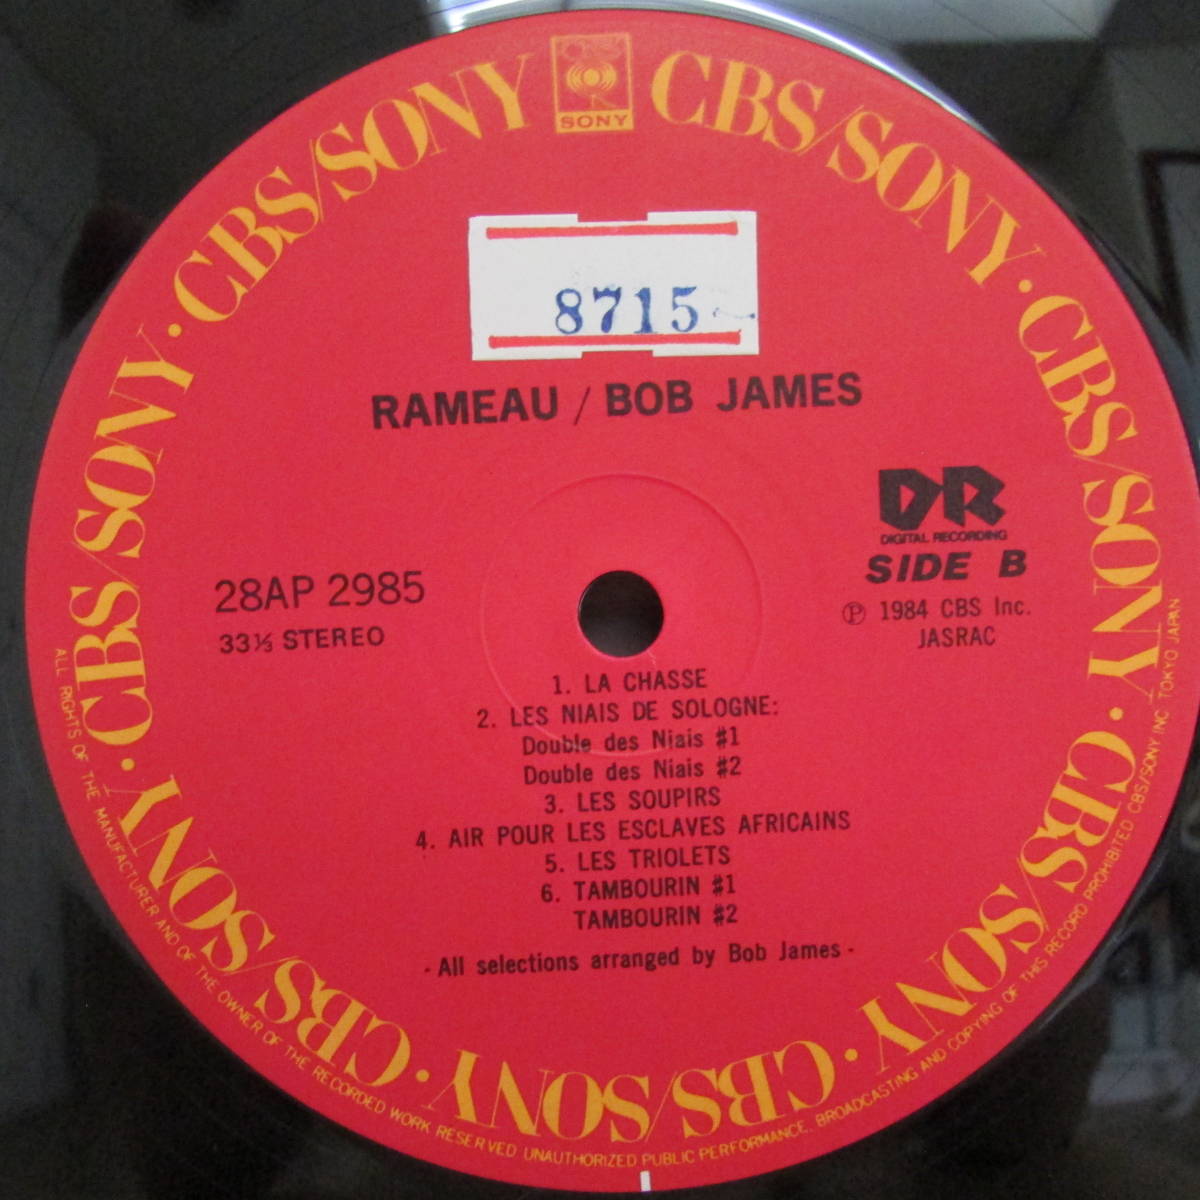 CBS/SONY · CBS/SONY · CBS/SONY · CBS/SONY · CBS/SONY · CBS/SONY · CBS/SONY · CBS/SONY
SONY
8715
RAMEAU / BOB JAMES
DR
DIGITAL RECORDING
SIDE B
28AP 2985
33⅓ STEREO
Ⓟ 1984 CBS Inc.
JASRAC
1. LA CHASSE
2. LES NIAIS DE SOLOGNE:
Double des Niais #1
Double des Niais #2
3. LES SOUPIRS
4. AIR POUR LES ESCLAVES AFRICAINS
5. LES TRIOLETS
6. TAMBOURIN #1
TAMBOURIN #2
- All selections arranged by Bob James -
ALL RIGHTS OF THE MANUFACTURER AND OF THE OWNER OF THE RECORDED WORK RESERVED UNAUTHORIZED PUBLIC PERFORMANCE, BROADCASTING AND COPYING OF THIS RECORD PROHIBITED CBS/SONY INC TOKYO JAPAN